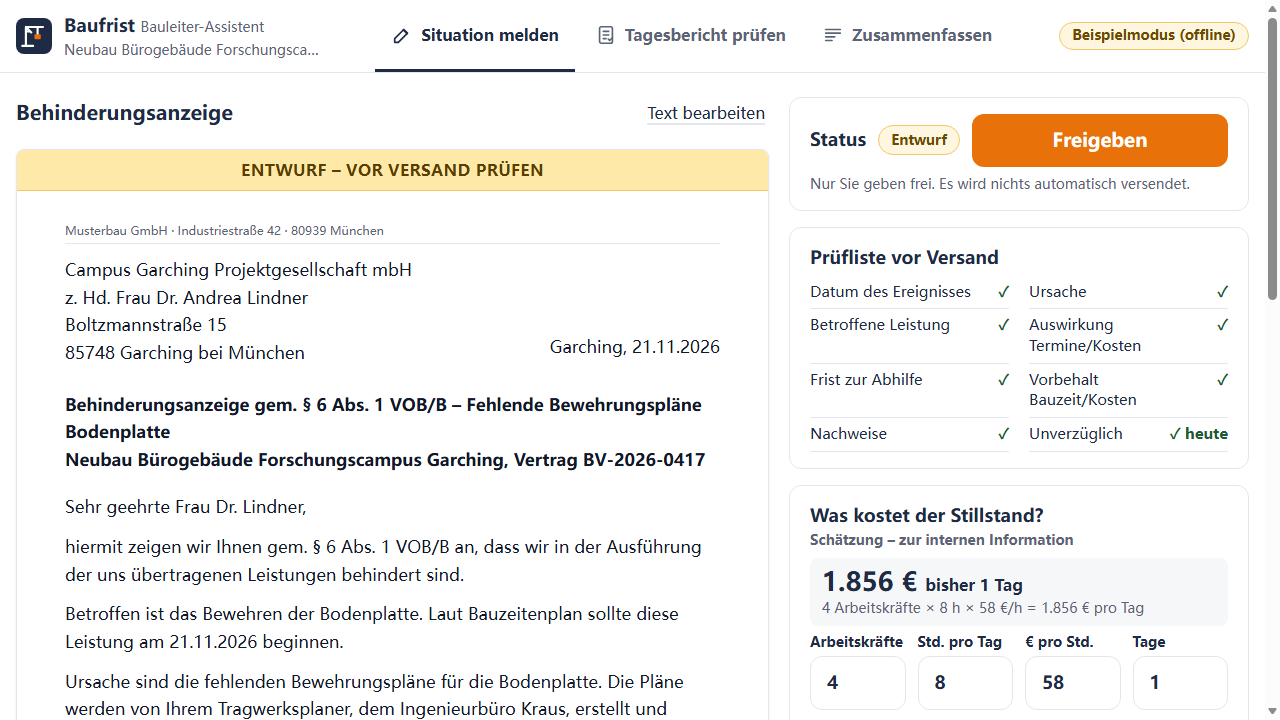 Baufrist Bauleiter-Assistent
Neubau Bürogebäude Forschungsca…
Situation melden
Tagesbericht prüfen
Zusammenfassen
Beispielmodus (offline)
Behinderungsanzeige
Text bearbeiten
ENTWURF – VOR VERSAND PRÜFEN
Musterbau GmbH · Industriestraße 42 · 80939 München
Campus Garching Projektgesellschaft mbH
z. Hd. Frau Dr. Andrea Lindner
Boltzmannstraße 15
85748 Garching bei München
Garching, 21.11.2026
Behinderungsanzeige gem. § 6 Abs. 1 VOB/B – Fehlende Bewehrungspläne
Bodenplatte
Neubau Bürogebäude Forschungscampus Garching, Vertrag BV-2026-0417
Sehr geehrte Frau Dr. Lindner,
hiermit zeigen wir Ihnen gem. § 6 Abs. 1 VOB/B an, dass wir in der Ausführung
der uns übertragenen Leistungen behindert sind.
Betroffen ist das Bewehren der Bodenplatte. Laut Bauzeitenplan sollte diese
Leistung am 21.11.2026 beginnen.
Ursache sind die fehlenden Bewehrungspläne für die Bodenplatte. Die Pläne
werden von Ihrem Tragwerksplaner, dem Ingenieurbüro Kraus, erstellt und
Status
Entwurf
Freigeben
Nur Sie geben frei. Es wird nichts automatisch versendet.
Prüfliste vor Versand
Datum des Ereignisses ✓
Ursache ✓
Betroffene Leistung ✓
Auswirkung ✓
Termine/Kosten
Frist zur Abhilfe ✓
Vorbehalt ✓
Bauzeit/Kosten
Nachweise ✓
Unverzüglich ✓ heute
Was kostet der Stillstand?
Schätzung – zur internen Information
1.856 € bisher 1 Tag
4 Arbeitskräfte × 8 h × 58 €/h = 1.856 € pro Tag
Arbeitskräfte Std. pro Tag € pro Std. Tage
4 8 58 1